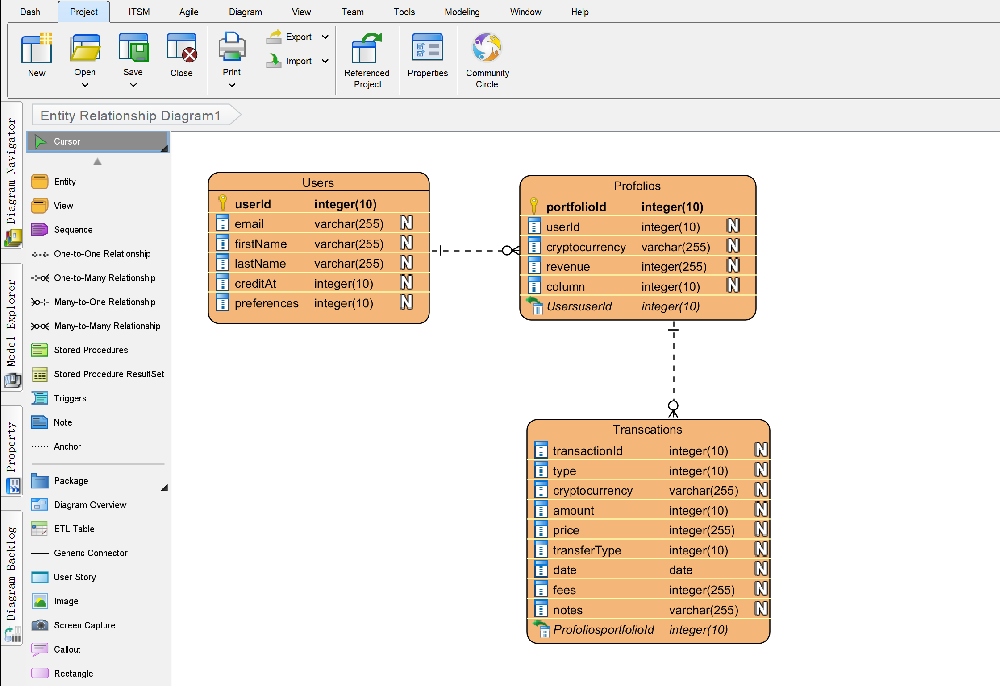 Dash Project ITSM Agile Diagram View Team Tools Modeling Window Help
New Open Save Close Print Export Import Referenced Project Properties Community Circle
Diagram Navigator
Model Explorer
Property
Diagram Backlog
Entity Relationship Diagram1
Cursor
Entity
View
Sequence
One-to-One Relationship
One-to-Many Relationship
Many-to-One Relationship
Many-to-Many Relationship
Stored Procedures
Stored Procedure ResultSet
Triggers
Note
Anchor
Package
Diagram Overview
ETL Table
Generic Connector
User Story
Image
Screen Capture
Callout
Rectangle
Users
userId integer(10)
email varchar(255) N
firstName varchar(255) N
lastName varchar(255) N
creditAt integer(10) N
preferences integer(10) N
Profolios
portfolioId integer(10)
userId integer(10) N
cryptocurrency varchar(255) N
revenue integer(255) N
column integer(10) N
UsersuserId integer(10)
Transcations
transactionId integer(10) N
type integer(10) N
cryptocurrency varchar(255) N
amount integer(10) N
price integer(255) N
transferType integer(10) N
date date N
fees integer(255) N
notes varchar(255) N
ProfoliosportfolioId integer(10)